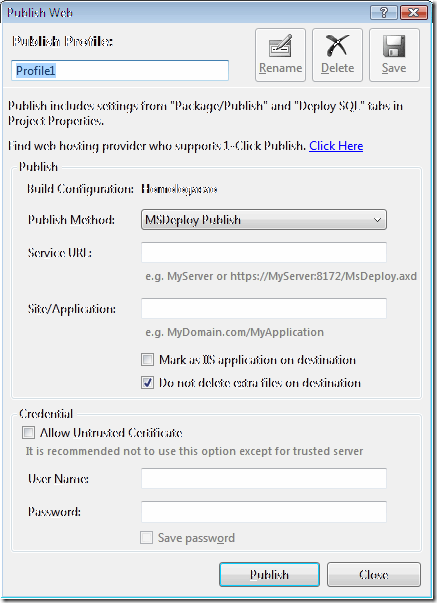 Publish Web
Publish Profile:
Rename
Delete
Save
Profile1
Publish includes settings from "Package/Publish" and "Deploy SQL" tabs in
Project Properties.
Find web hosting provider who supports 1-Click Publish. Click Here
Publish
Build Configuration: Homologacao
Publish Method: MSDeploy Publish
Service URL:
e.g. MyServer or https://MyServer:8172/MsDeploy.axd
Site/Application:
e.g. MyDomain.com/MyApplication
Mark as IIS application on destination
Do not delete extra files on destination
Credential
Allow Untrusted Certificate
It is recommended not to use this option except for trusted server
User Name:
Password:
Save password
Publish
Close